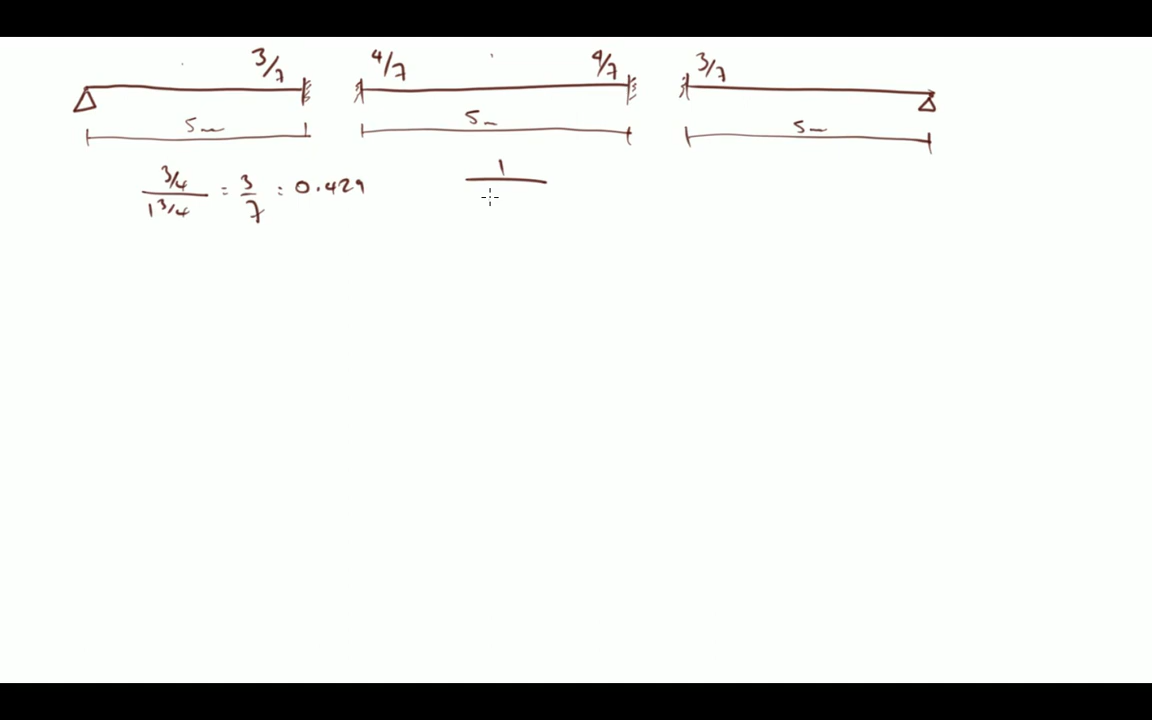 3/7 4/7 4/7 3/7
5m 5m 5m
3/4 / 1 3/4 = 3/7 = 0.429
1